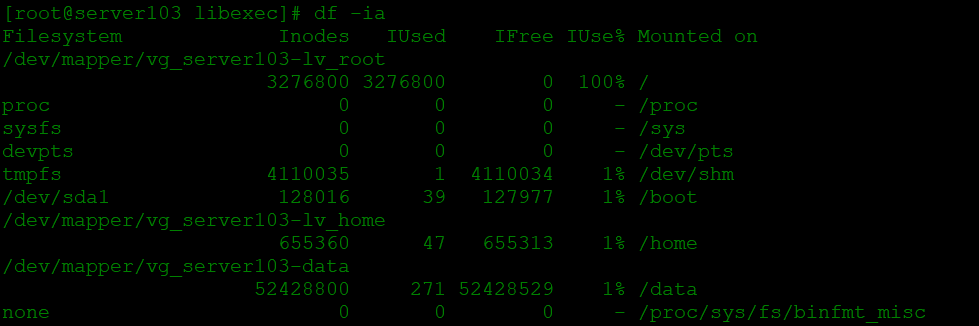 [root@server103 libexec]# df -ia
Filesystem             Inodes   IUsed    IFree IUse% Mounted on
/dev/mapper/vg_server103-lv_root
                      3276800 3276800        0  100% /
proc                        0       0        0     - /proc
sysfs                       0       0        0     - /sys
devpts                      0       0        0     - /dev/pts
tmpfs                 4110035       1  4110034    1% /dev/shm
/dev/sda1              128016      39   127977    1% /boot
/dev/mapper/vg_server103-lv_home
                       655360      47   655313    1% /home
/dev/mapper/vg_server103-data
                     52428800     271 52428529    1% /data
none                        0       0        0     - /proc/sys/fs/binfmt_misc